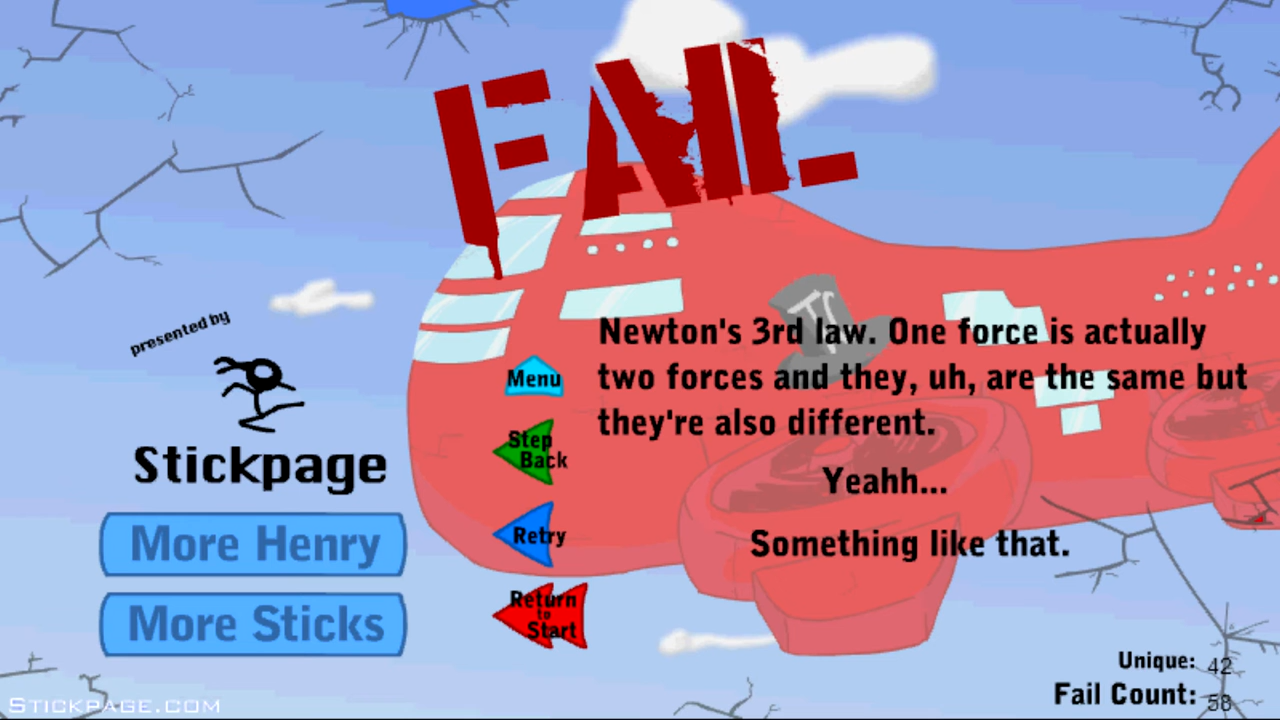 FAIL
TS
presented by
Stickpage
More Henry
More Sticks
Menu
Step
Back
Retry
Return
to
Start
Newton's 3rd law. One force is actually
two forces and they, uh, are the same but
they're also different.
Yeahh...
Something like that.
Unique: 42
Fail Count: 58
STICKPAGE.COM